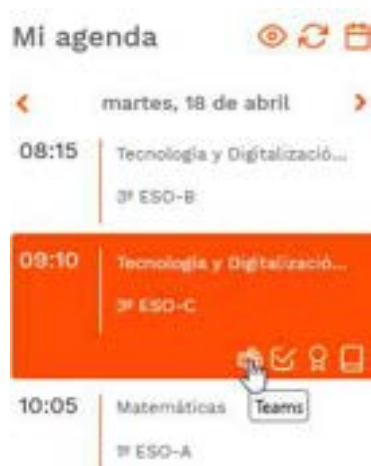 Mi agenda
martes, 18 de abril
08:15
Tecnología y Digitalizació...
3º ESO-B
09:10
Tecnología y Digitalizació...
3º ESO-C
Teams
10:05
Matemáticas
1º ESO-A